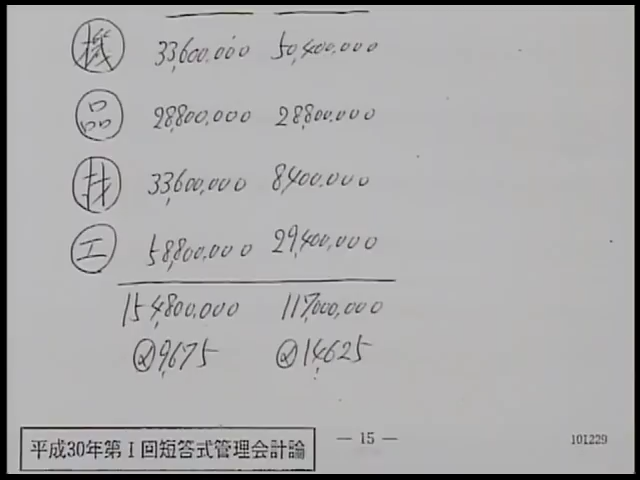 機 33,600,000 50,400,000
品 28,800,000 28,800,000
材 33,600,000 8,400,000
工 58,800,000 29,400,000
154,800,000 117,000,000
@9,675 @14,625
平成30年第Ⅰ回短答式管理会計論 — 15 — 101229